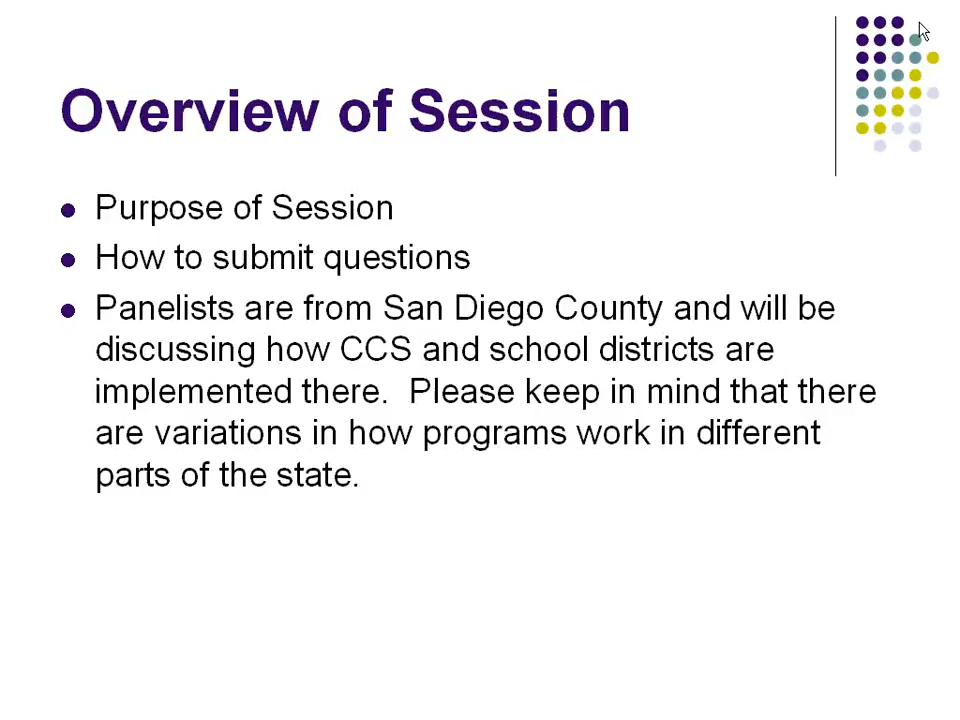 Overview of Session
Purpose of Session
How to submit questions
Panelists are from San Diego County and will be
discussing how CCS and school districts are
implemented there.  Please keep in mind that there
are variations in how programs work in different
parts of the state.